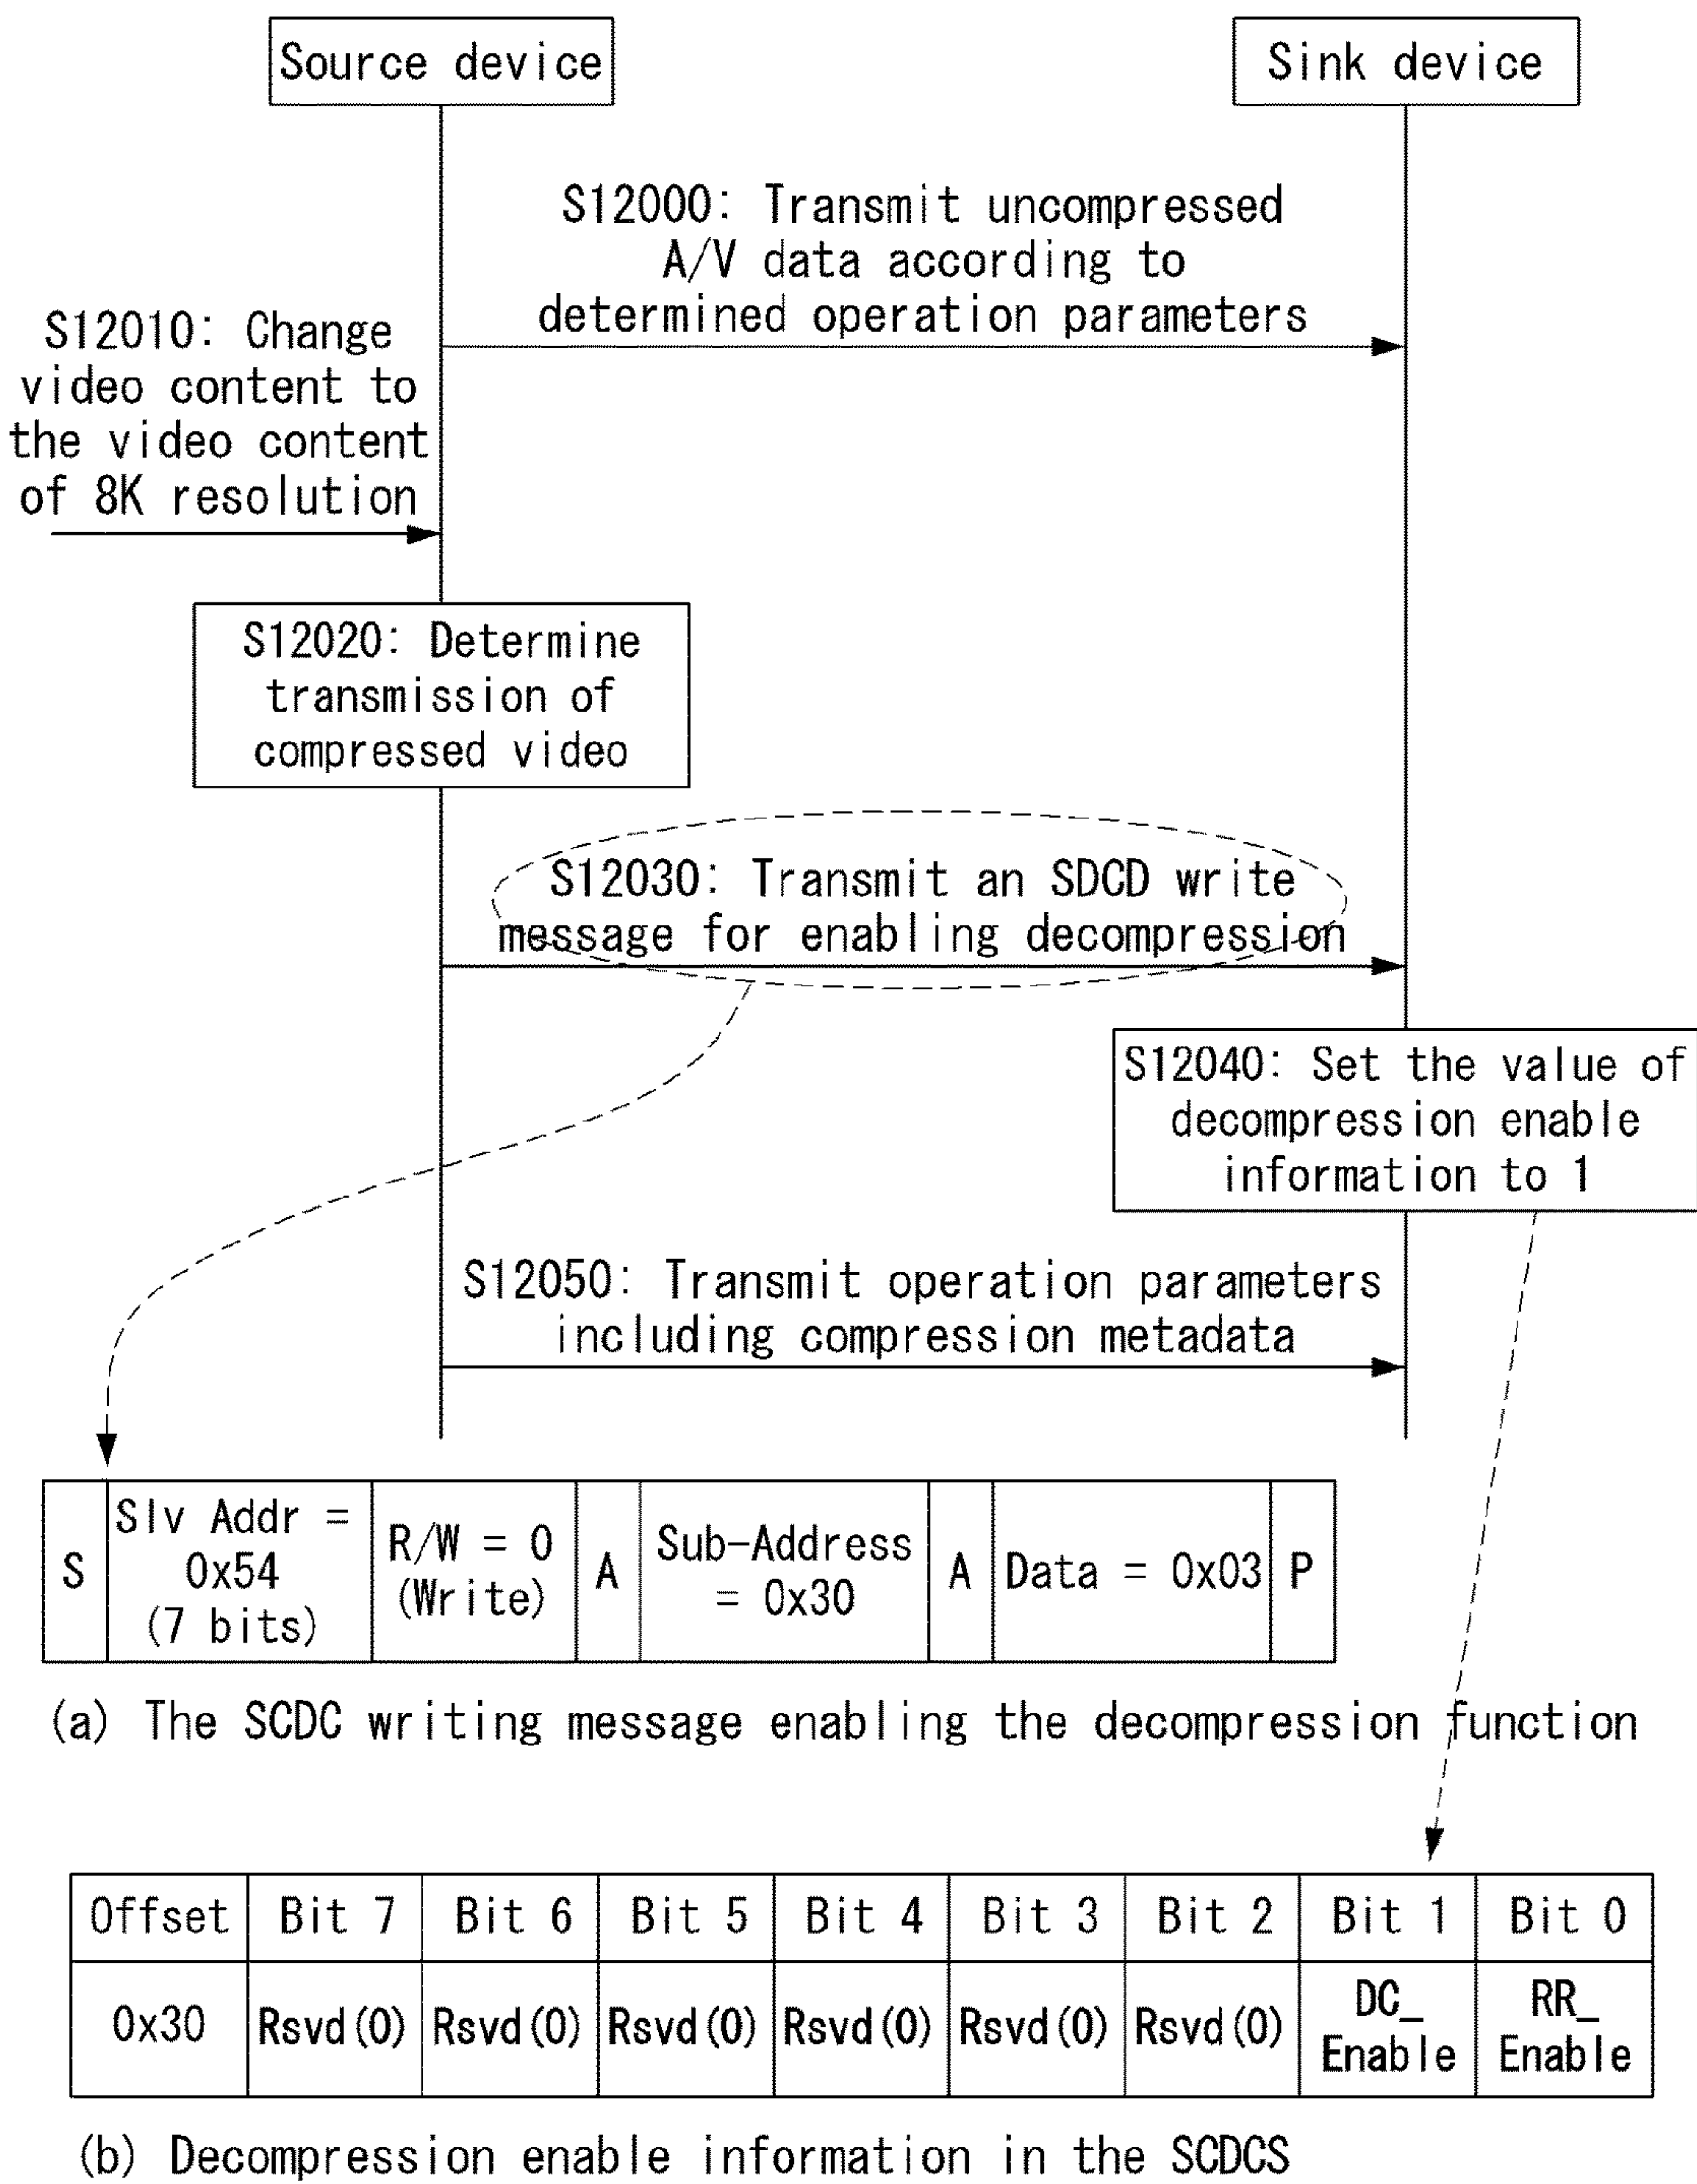 Source device
Sink device
S12000: Transmit uncompressed
A/V data according to
determined operation parameters
S12010: Change
video content to
the video content
of 8K resolution
S12020: Determine
transmission of
compressed video
S12030: Transmit an SDCD write
message for enabling decompression
S12040: Set the value of
decompression enable
information to 1
S12050: Transmit operation parameters
including compression metadata
S
Slv Addr =
0x54
(7 bits)
R/W = 0
(Write)
A
Sub-Address
= 0x30
A
Data = 0x03
P
(a) The SCDC writing message enabling the decompression function
Offset
Bit 7
Bit 6
Bit 5
Bit 4
Bit 3
Bit 2
Bit 1
Bit 0
0x30
Rsvd(0)
Rsvd(0)
Rsvd(0)
Rsvd(0)
Rsvd(0)
Rsvd(0)
DC_
Enable
RR_
Enable
(b) Decompression enable information in the SCDCS